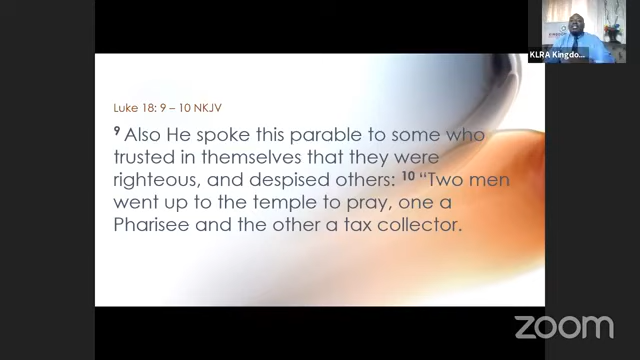 KLRA Kingdo...
Luke 18: 9 – 10 NKJV
9 Also He spoke this parable to some who
trusted in themselves that they were
righteous, and despised others: 10 “Two men
went up to the temple to pray, one a
Pharisee and the other a tax collector.
zoom